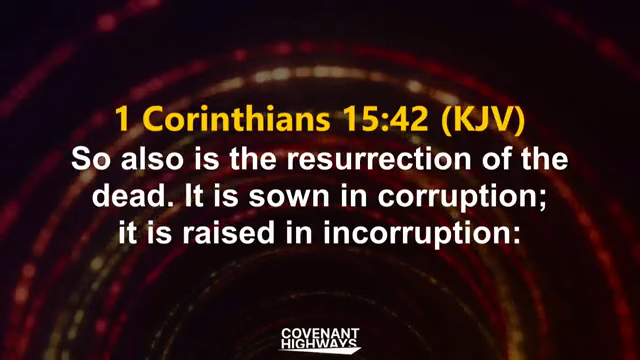 1 Corinthians 15:42 (KJV)
So also is the resurrection of the
dead. It is sown in corruption;
it is raised in incorruption:
COVENANT
HIGHWAYS